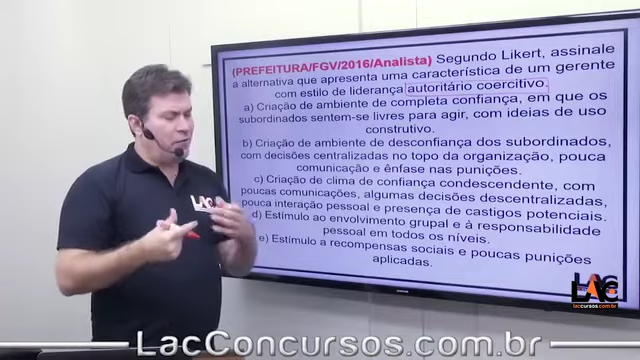 (PREFEITURA/FGV/2016/Analista) Segundo Likert, assinale
a alternativa que apresenta uma característica de um gerente
com estilo de liderança autoritário coercitivo.
a) Criação de ambiente de completa confiança, em que os
subordinados sentem-se livres para agir, com ideias de uso
construtivo.
b) Criação de ambiente de desconfiança dos subordinados,
com decisões centralizadas no topo da organização, pouca
comunicação e ênfase nas punições.
c) Criação de clima de confiança condescendente, com
poucas comunicações, algumas decisões descentralizadas,
pouca interação pessoal e presença de castigos potenciais.
d) Estímulo ao envolvimento grupal e à responsabilidade
pessoal em todos os níveis.
e) Estímulo a recompensas sociais e poucas punições
aplicadas.
LAC
LAC
laccursos.com.br
LacConcursos.com.br